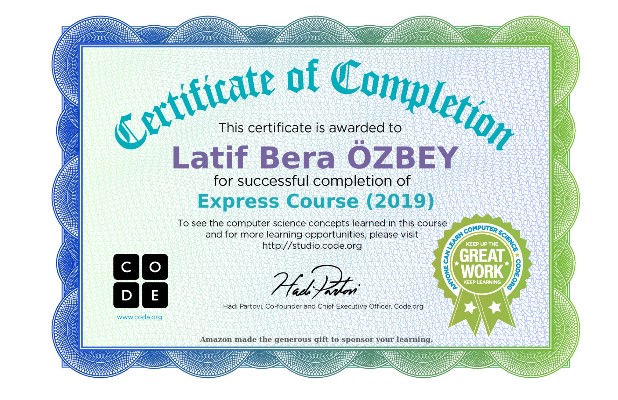 Certificate of Completion
This certificate is awarded to
Latif Bera ÖZBEY
for successful completion of
Express Course (2019)
To see the computer science concepts learned in this course
and for more learning opportunities, please visit
http://studio.code.org
ANYONE CAN LEARN COMPUTER SCIENCE • CODE.ORG
KEEP UP THE
GREAT
WORK
KEEP LEARNING
C O
D E
www.code.org
Hadi Partovi
Hadi Partovi, Co-founder and Chief Executive Officer, Code.org
Amazon made the generous gift to sponsor your learning.